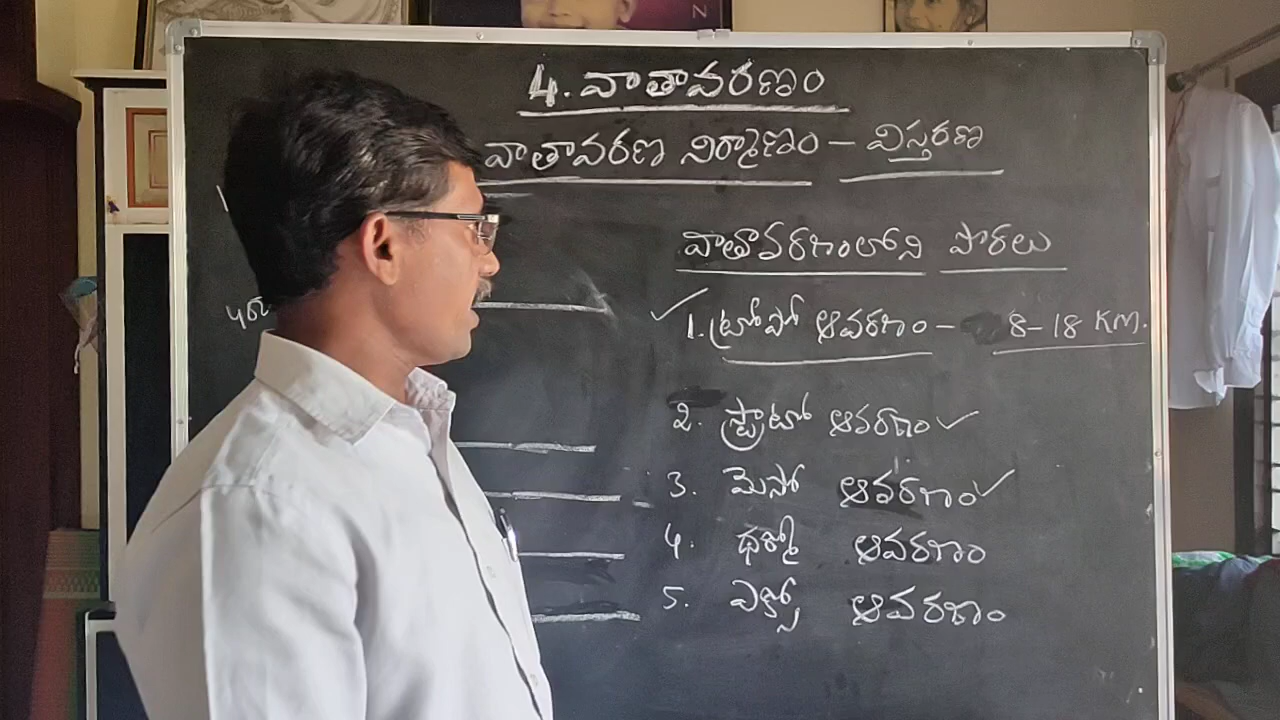 4. వాతావరణం
వాతావరణ నిర్మాణం – విస్తరణ
వాతావరణంలోని పొరలు
1. ట్రోపో ఆవరణం – 8–18 KM.
2. స్ట్రాటో ఆవరణం
3. మెసో ఆవరణం
4. థర్మో ఆవరణం
5. ఎక్సో ఆవరణం